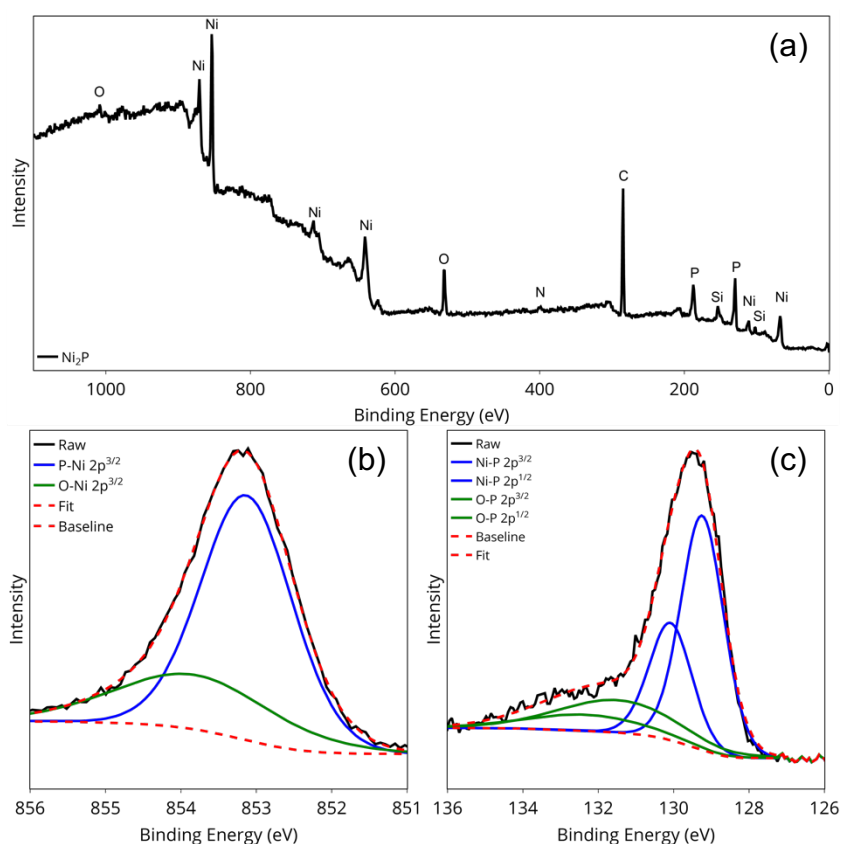 (a)
O
Ni
Ni
Ni
Ni
O
N
C
P
Si
P
Ni
Si
Ni
Intensity
Ni₂P
1000 800 600 400 200 0
Binding Energy (eV)
(b)
Raw
P-Ni 2p³/²
O-Ni 2p³/²
Fit
Baseline
Intensity
856 855 854 853 852 851
Binding Energy (eV)
(c)
Raw
Ni-P 2p³/²
Ni-P 2p¹/²
O-P 2p³/²
O-P 2p¹/²
Baseline
Fit
Intensity
136 134 132 130 128 126
Binding Energy (eV)